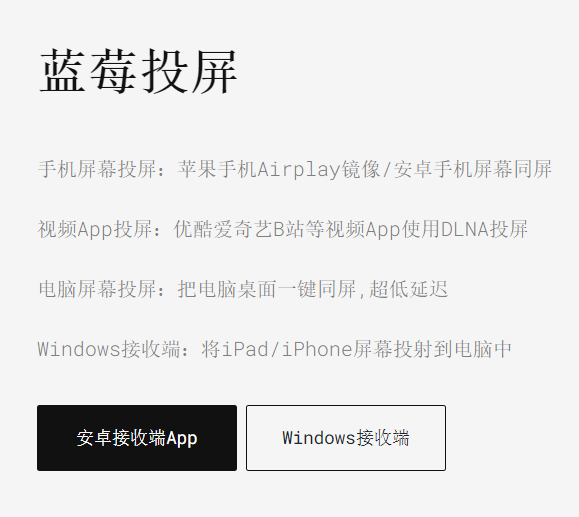 蓝莓投屏
手机屏幕投屏：苹果手机Airplay镜像/安卓手机屏幕同屏
视频App投屏：优酷爱奇艺B站等视频App使用DLNA投屏
电脑屏幕投屏：把电脑桌面一键同屏,超低延迟
Windows接收端：将iPad/iPhone屏幕投射到电脑中
安卓接收端App
Windows接收端